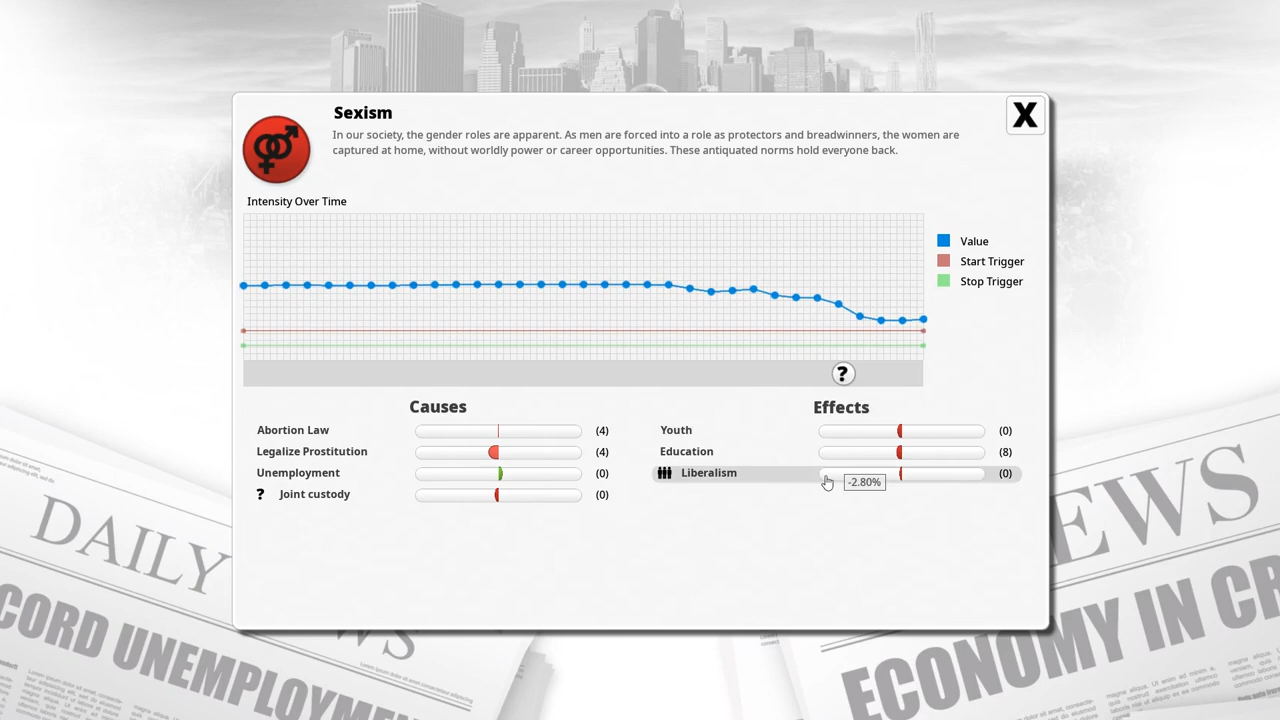 Sexism
X
In our society, the gender roles are apparent. As men are forced into a role as protectors and breadwinners, the women are
captured at home, without worldly power or career opportunities. These antiquated norms hold everyone back.
Intensity Over Time
Value
Start Trigger
Stop Trigger
?
Causes
Abortion Law (4)
Legalize Prostitution (4)
Unemployment (0)
? Joint custody (0)
Effects
Youth (0)
Education (8)
Liberalism (0)
-2.80%
DAILY
WS
CORD UNEMPLOYME
EWS
ECONOMY IN CR